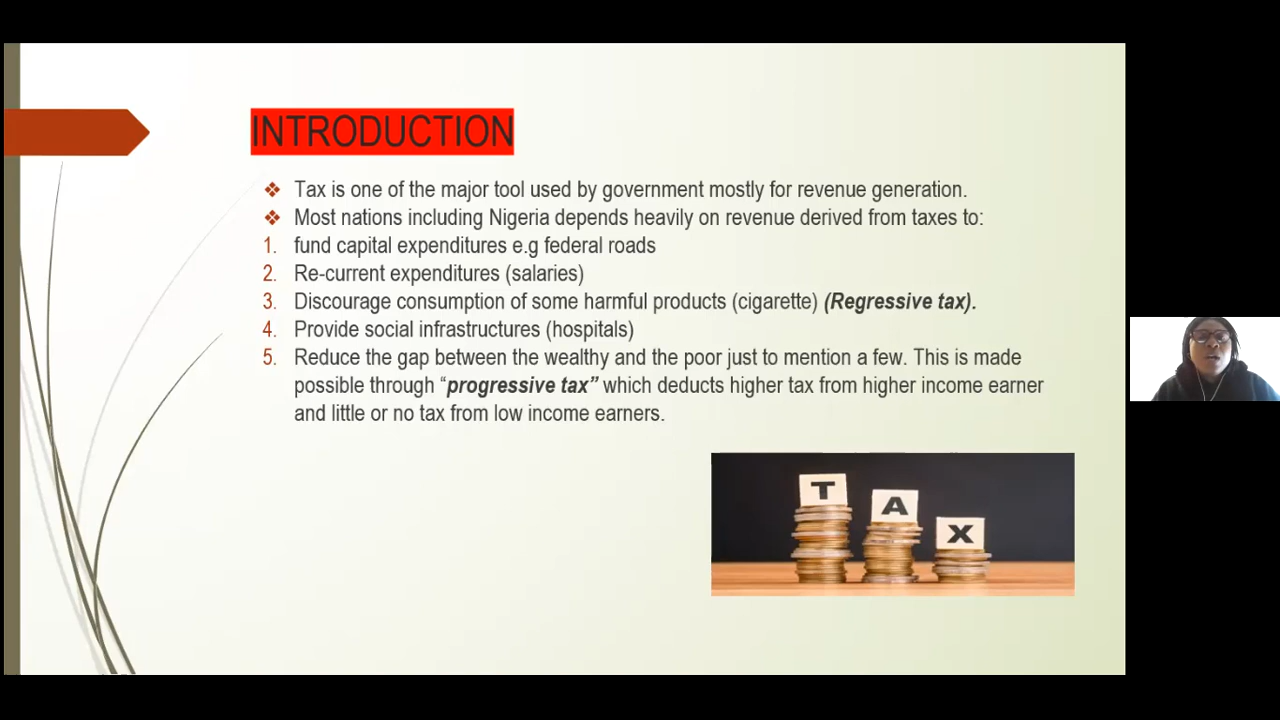 INTRODUCTION
❖ Tax is one of the major tool used by government mostly for revenue generation.
❖ Most nations including Nigeria depends heavily on revenue derived from taxes to:
1. fund capital expenditures e.g federal roads
2. Re-current expenditures (salaries)
3. Discourage consumption of some harmful products (cigarette) (Regressive tax).
4. Provide social infrastructures (hospitals)
5. Reduce the gap between the wealthy and the poor just to mention a few. This is made
possible through “progressive tax” which deducts higher tax from higher income earner
and little or no tax from low income earners.
T A X